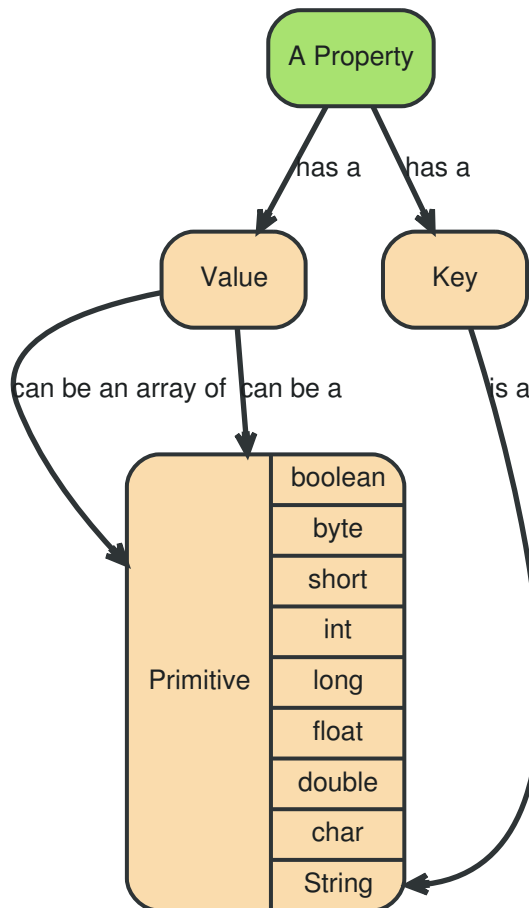 A Property
has a
has a
Value
Key
can be an array of
can be a
is a
Primitive
boolean
byte
short
int
long
float
double
char
String